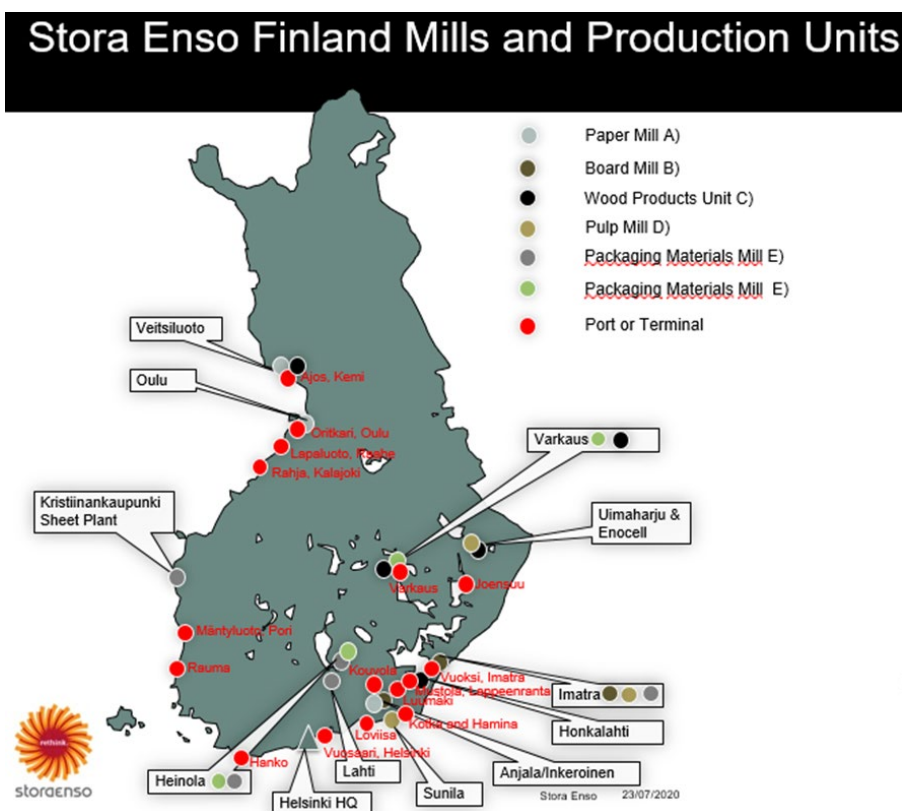 Stora Enso Finland Mills and Production Units
Paper Mill A)
Board Mill B)
Wood Products Unit C)
Pulp Mill D)
Packaging Materials Mill E)
Packaging Materials Mill E)
Port or Terminal
Veitsiluoto
Ajos, Kemi
Oulu
Oritkari, Oulu
Lapaluoto, Raahe
Rahja, Kalajoki
Varkaus
Kristiinankaupunki
Sheet Plant
Uimaharju &
Enocell
Varkaus
Joensuu
Mäntyluoto, Pori
Rauma
Kouvola
Vuoksi, Imatra
Mustola, Lappeenranta
Luumäki
Imatra
Kotka and Hamina
Honkalahti
Loviisa
Vuosaari, Helsinki
Hanko
Lahti
Anjala/Inkeroinen
Heinola
Sunila
Helsinki HQ
rethink
storaenso
Stora Enso 23/07/2020